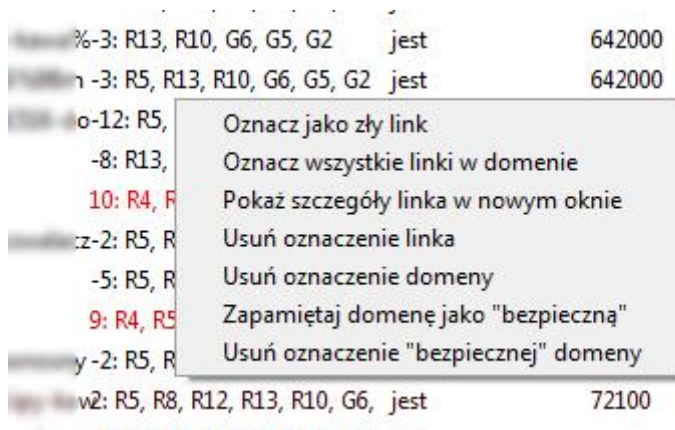 %-3: R13, R10, G6, G5, G2 jest 642000
-3: R5, R13, R10, G6, G5, G2 jest 642000
o-12: R5,
Oznacz jako zły link
-8: R13,
Oznacz wszystkie linki w domenie
10: R4, R
Pokaż szczegóły linka w nowym oknie
cz-2: R5, R
Usuń oznaczenie linka
-5: R5, R
Usuń oznaczenie domeny
9: R4, R5
Zapamiętaj domenę jako "bezpieczną"
y -2: R5, R
Usuń oznaczenie "bezpiecznej" domeny
w2: R5, R8, R12, R13, R10, G6, jest 72100